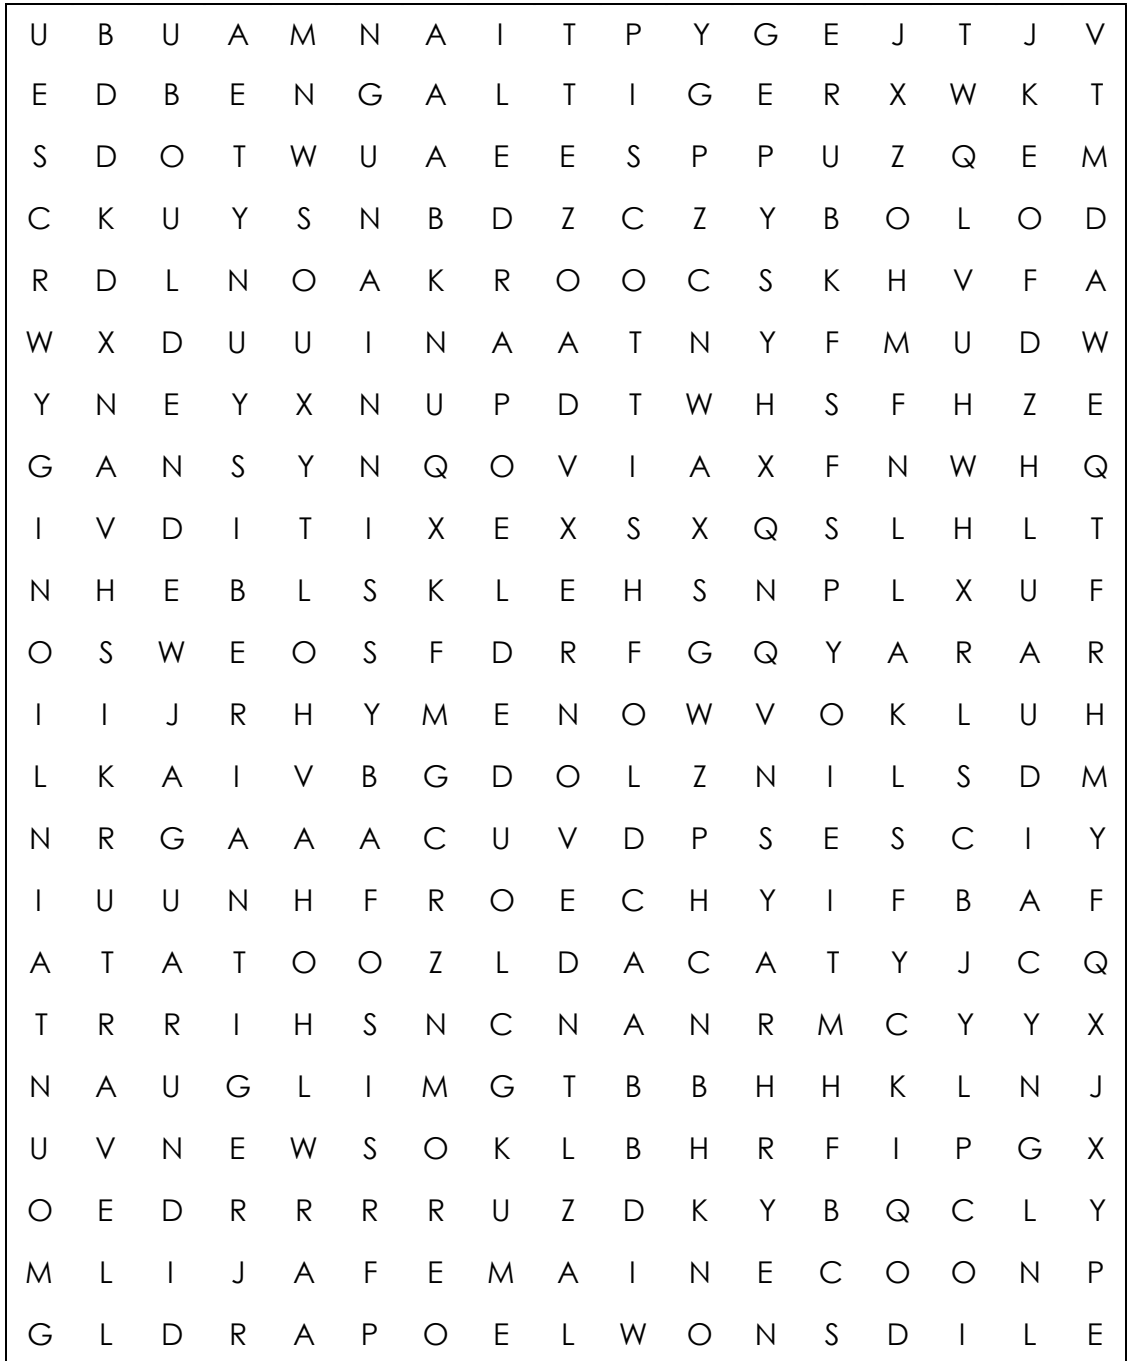 U B U A M N A I T P Y G E J T J V
E D B E N G A L T I G E R X W K T
S D O T W U A E E S P P U Z Q E M
C K U Y S N B D Z C Z Y B O L O D
R D L N O A K R O O C S K H V F A
W X D U U I N A A T N Y F M U D W
Y N E Y X N U P D T W H S F H Z E
G A N S Y N Q O V I A X F N W H Q
I V D I T I X E X S X Q S L H L T
N H E B L S K L E H S N P L X U F
O S W E O S F D R F G Q Y A R A R
I I J R H Y M E N O W V O K L U H
L K A I V B G D O L Z N I L S D M
N R G A A A C U V D P S E S C I Y
I U U N H F R O E C H Y I F B A F
A T A T O O Z L D A C A T Y J C Q
T R R I H S N C N A N R M C Y Y X
N A U G L I M G T B B H H K L N J
U V N E W S O K L B H R F I P G X
O E D R R R R U Z D K Y B Q C L Y
M L I J A F E M A I N E C O O N P
G L D R A P O E L W O N S D I L E